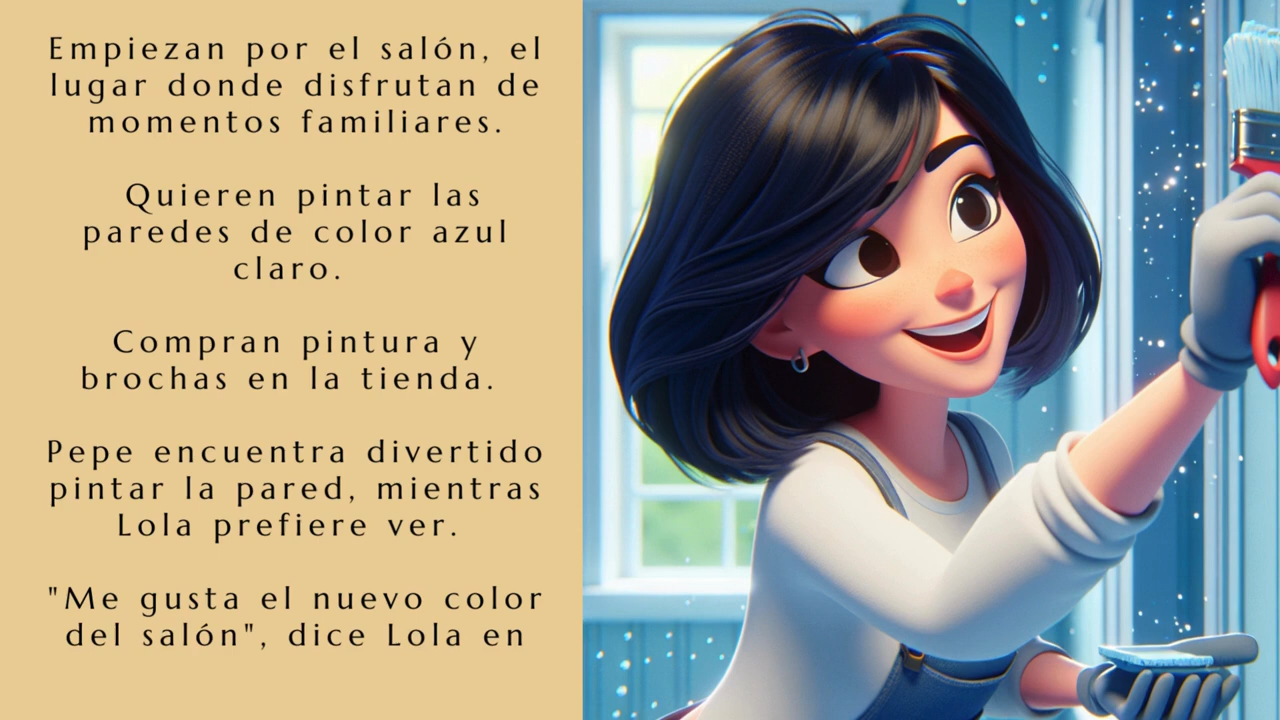 Empiezan por el salón, el
lugar donde disfrutan de
momentos familiares.
Quieren pintar las
paredes de color azul
claro.
Compran pintura y
brochas en la tienda.
Pepe encuentra divertido
pintar la pared, mientras
Lola prefiere ver.
"Me gusta el nuevo color
del salón", dice Lola en